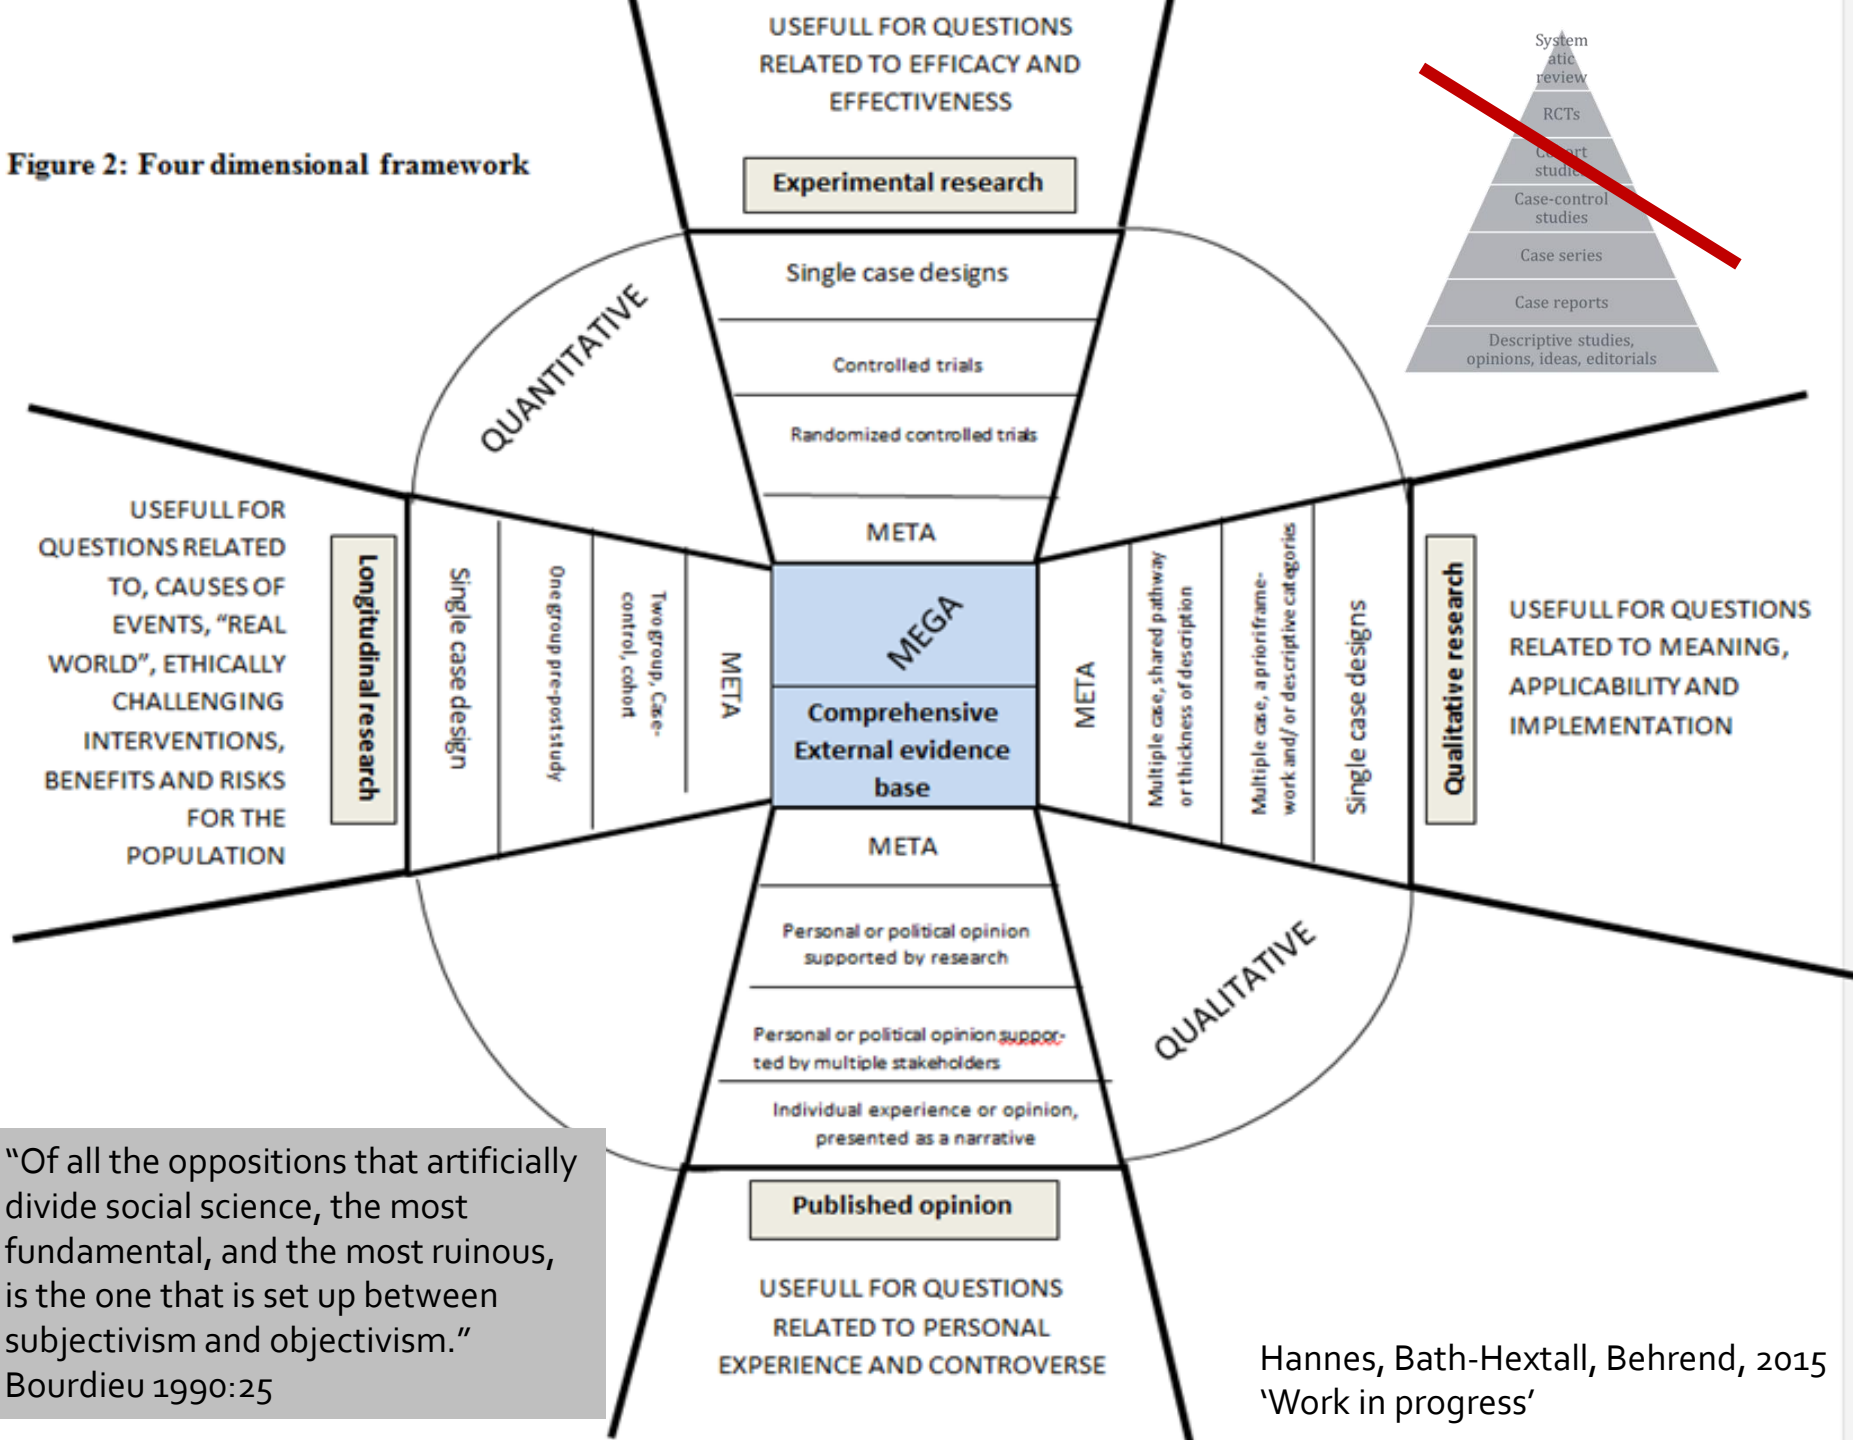 USEFULL FOR QUESTIONS
RELATED TO EFFICACY AND
EFFECTIVENESS
System
atic
review
RCTs
Cohort
studies
Case-control
studies
Case series
Case reports
Descriptive studies,
opinions, ideas, editorials
Figure 2: Four dimensional framework
Experimental research
Single case designs
Controlled trials
Randomized controlled trials
META
QUANTITATIVE
USEFULL FOR
QUESTIONS RELATED
TO, CAUSES OF
EVENTS, “REAL
WORLD”, ETHICALLY
CHALLENGING
INTERVENTIONS,
BENEFITS AND RISKS
FOR THE
POPULATION
Longitudinal research
Single case design
One group pre-poststudy
Two group, Case-
control, cohort
META
MEGA
Comprehensive
External evidence
base
META
Multiple case, shared pathway
or thickness of description
Multiple case, a priori frame-
work and/ or descriptive categories
Single case designs
Qualitative research
USEFULL FOR QUESTIONS
RELATED TO MEANING,
APPLICABILITY AND
IMPLEMENTATION
META
Personal or political opinion
supported by research
Personal or political opinion suppor-
ted by multiple stakeholders
Individual experience or opinion,
presented as a narrative
QUALITATIVE
Published opinion
USEFULL FOR QUESTIONS
RELATED TO PERSONAL
EXPERIENCE AND CONTROVERSE
“Of all the oppositions that artificially
divide social science, the most
fundamental, and the most ruinous,
is the one that is set up between
subjectivism and objectivism.”
Bourdieu 1990:25
Hannes, Bath-Hextall, Behrend, 2015
‘Work in progress’